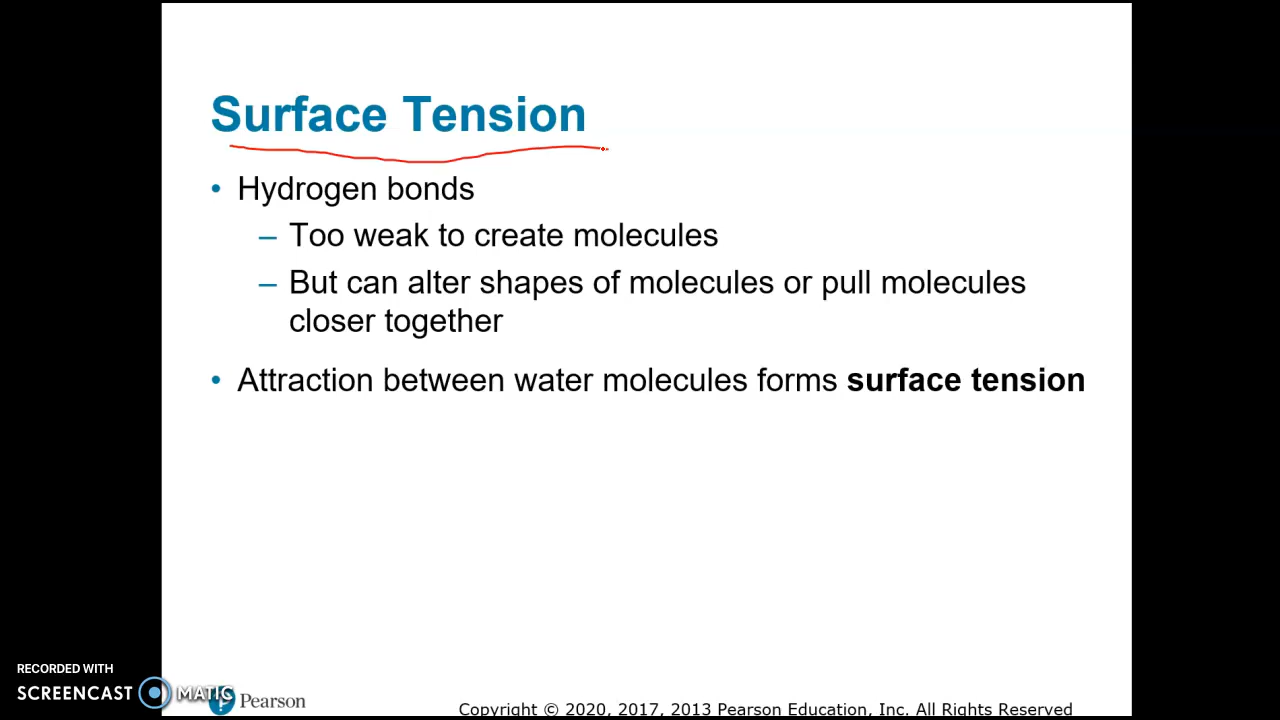 Surface Tension
• Hydrogen bonds
– Too weak to create molecules
– But can alter shapes of molecules or pull molecules
closer together
• Attraction between water molecules forms surface tension
RECORDED WITH
SCREENCAST MATIC
Pearson
Copyright © 2020, 2017, 2013 Pearson Education, Inc. All Rights Reserved